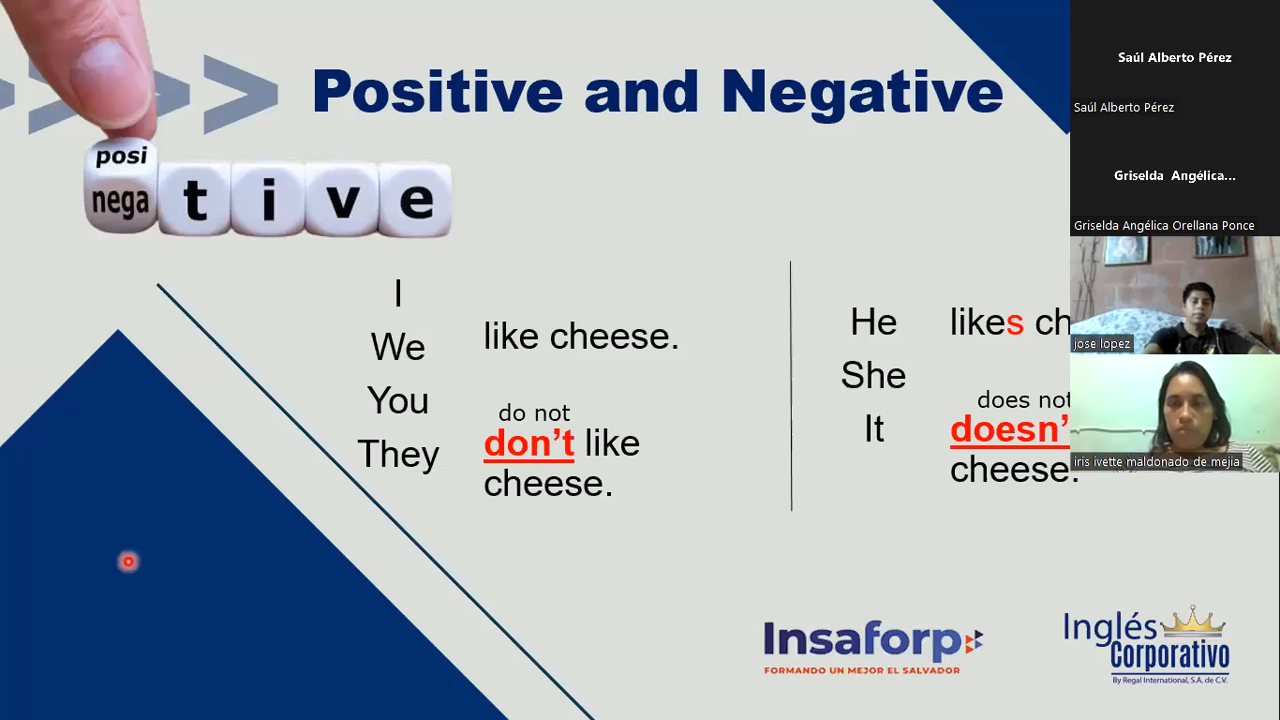 Positive and Negative
posi
nega t i v e
I
We
You
They
like cheese.
do not
don't like
cheese.
He
She
It
likes ch
does not
doesn'
cheese.
Saúl Alberto Pérez
Saúl Alberto Pérez
Griselda Angélica...
Griselda Angélica Orellana Ponce
jose lopez
iris ivette maldonado de mejia
Insaforp
FORMANDO UN MEJOR EL SALVADOR
Inglés
Corporativo
By Regal International, S.A. de C.V.